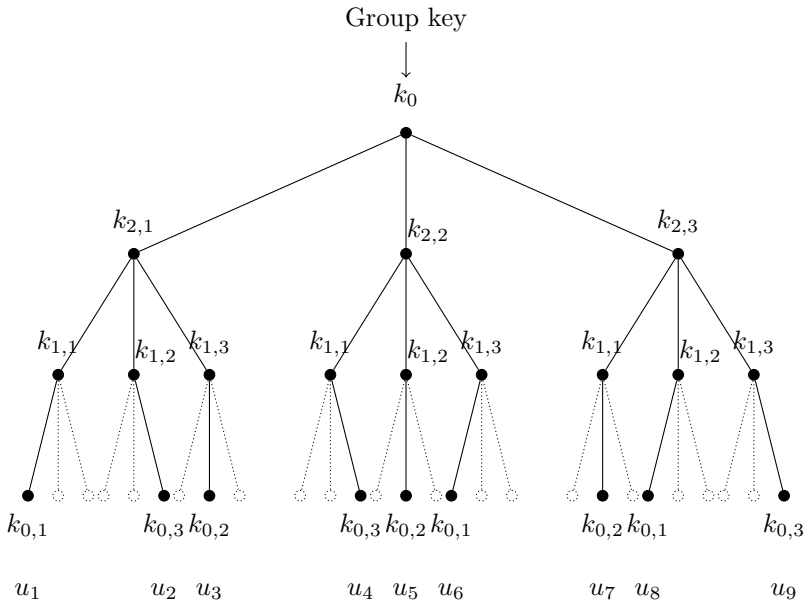 Group key
k0
k2,1 k2,2 k2,3
k1,1 k1,2 k1,3 k1,1 k1,2 k1,3 k1,1 k1,2 k1,3
k0,1 k0,3 k0,2 k0,3 k0,2 k0,1 k0,2 k0,1 k0,3
u1 u2 u3 u4 u5 u6 u7 u8 u9